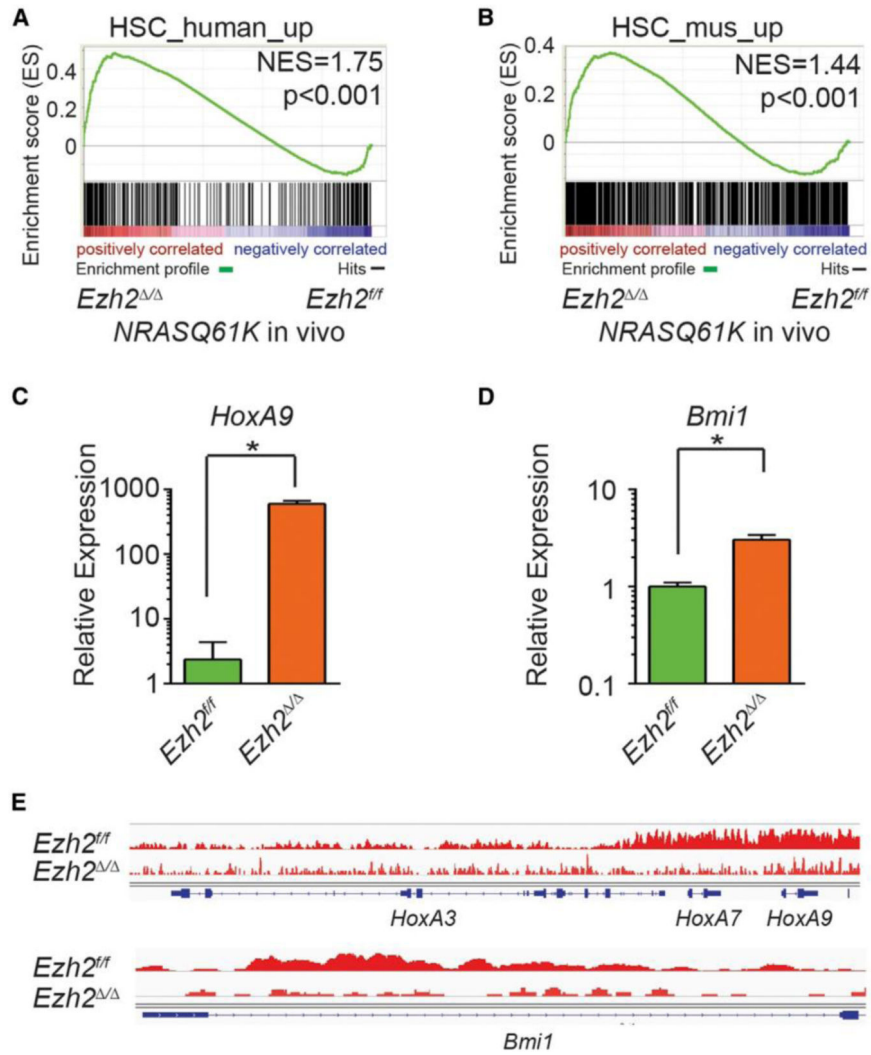 A
HSC_human_up
Enrichment score (ES)
0.4
0.2
0
NES=1.75
p<0.001
positively correlated negatively correlated
Enrichment profile Hits
Ezh2Δ/Δ Ezh2f/f
NRASQ61K in vivo
B
HSC_mus_up
Enrichment score (ES)
0.4
0.2
0
NES=1.44
p<0.001
positively correlated negatively correlated
Enrichment profile Hits
Ezh2Δ/Δ Ezh2f/f
NRASQ61K in vivo
C
HoxA9
*
Relative Expression
1000
100
10
1
Ezh2f/f
Ezh2Δ/Δ
D
Bmi1
*
Relative Expression
10
1
0.1
Ezh2f/f
Ezh2Δ/Δ
E
Ezh2f/f
Ezh2Δ/Δ
HoxA3 HoxA7 HoxA9
Ezh2f/f
Ezh2Δ/Δ
Bmi1